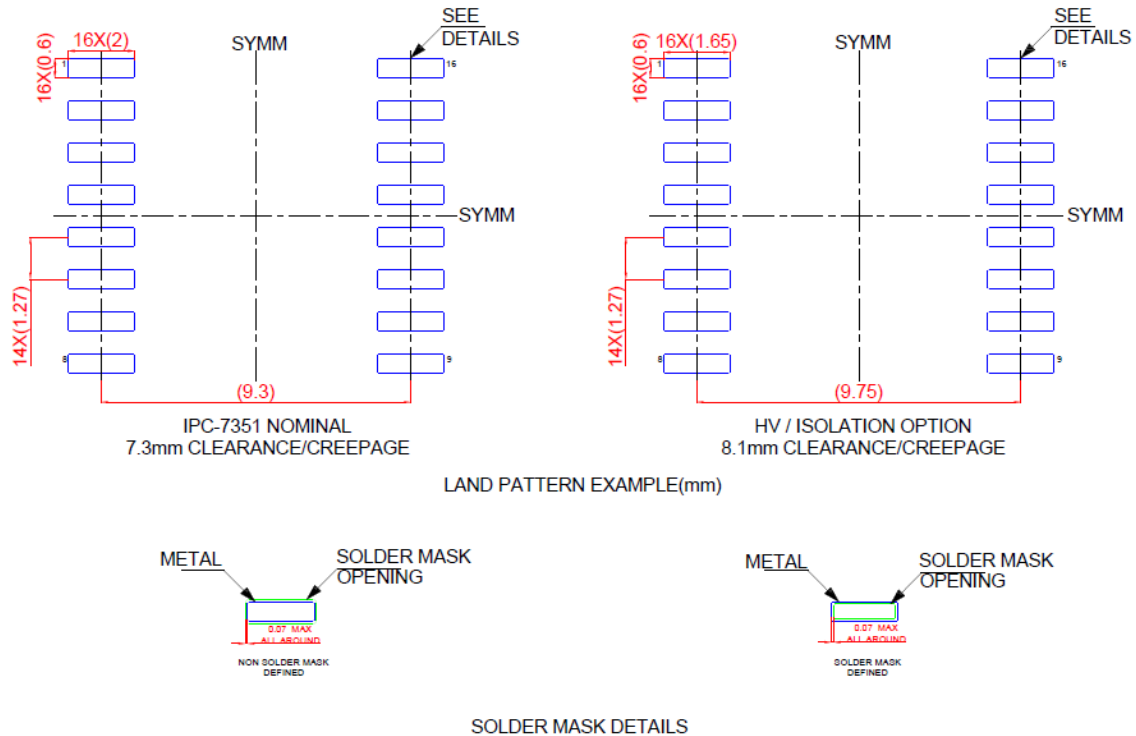 SEE
DETAILS
SYMM
16X(2)
16X(0.6)
1
16
SYMM
14X(1.27)
8
9
(9.3)
IPC-7351 NOMINAL
7.3mm CLEARANCE/CREEPAGE
SEE
DETAILS
SYMM
16X(1.65)
16X(0.6)
1
16
SYMM
14X(1.27)
8
9
(9.75)
HV / ISOLATION OPTION
8.1mm CLEARANCE/CREEPAGE
LAND PATTERN EXAMPLE(mm)
METAL
SOLDER MASK
OPENING
0.07 MAX
ALL AROUND
NON SOLDER MASK
DEFINED
METAL
SOLDER MASK
OPENING
0.07 MAX
ALL AROUND
SOLDER MASK
DEFINED
SOLDER MASK DETAILS